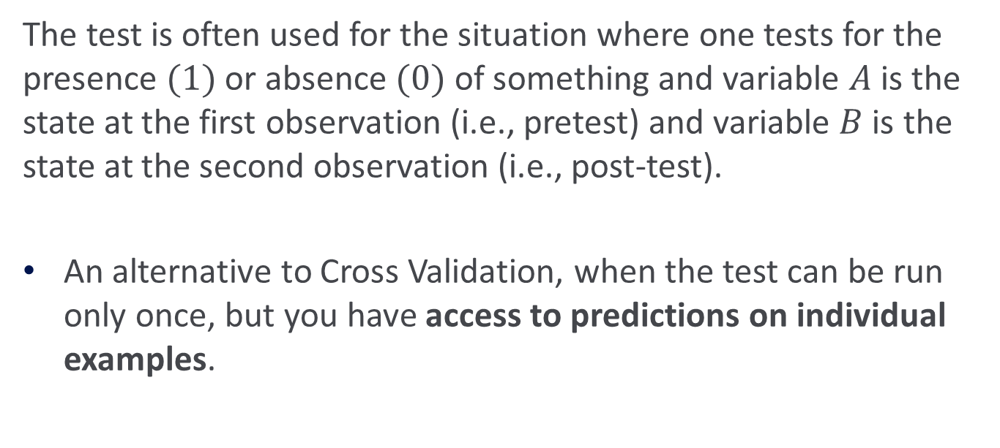 The test is often used for the situation where one tests for the
presence (1) or absence (0) of something and variable A is the
state at the first observation (i.e., pretest) and variable B is the
state at the second observation (i.e., post-test).
• An alternative to Cross Validation, when the test can be run
only once, but you have access to predictions on individual
examples.